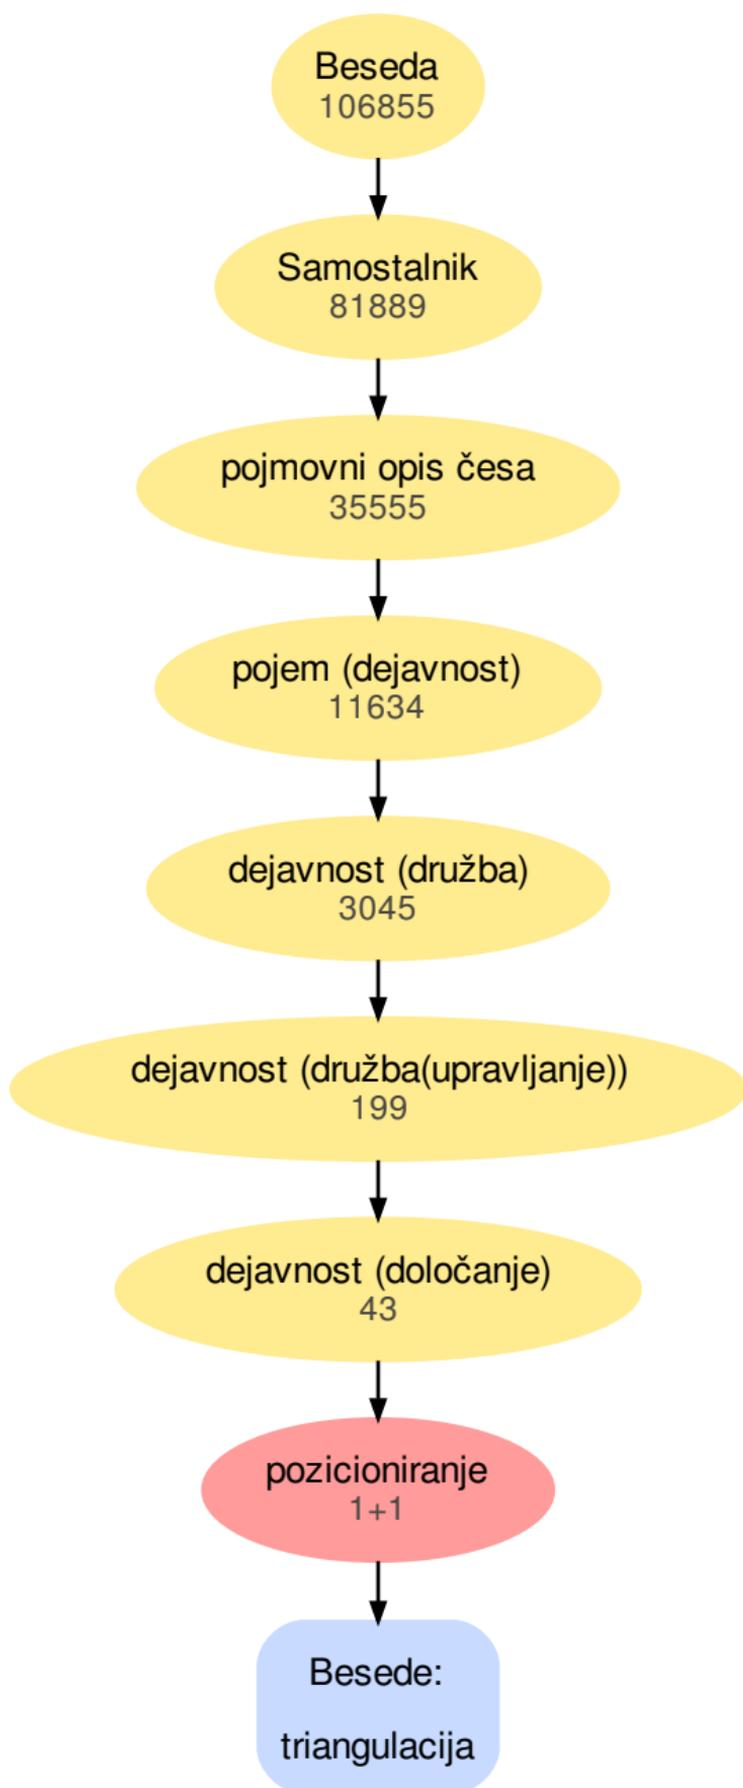 Beseda
106855
Samostalnik
81889
pojmovni opis česa
35555
pojem (dejavnost)
11634
dejavnost (družba)
3045
dejavnost (družba(upravljanje))
199
dejavnost (določanje)
43
pozicioniranje
1+1
Besede:
triangulacija